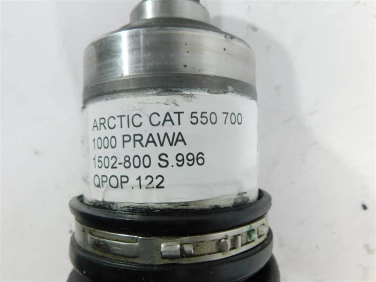 ARCTIC CAT 550 700
1000 PRAWA
1502-800 S.996
QPOP.122